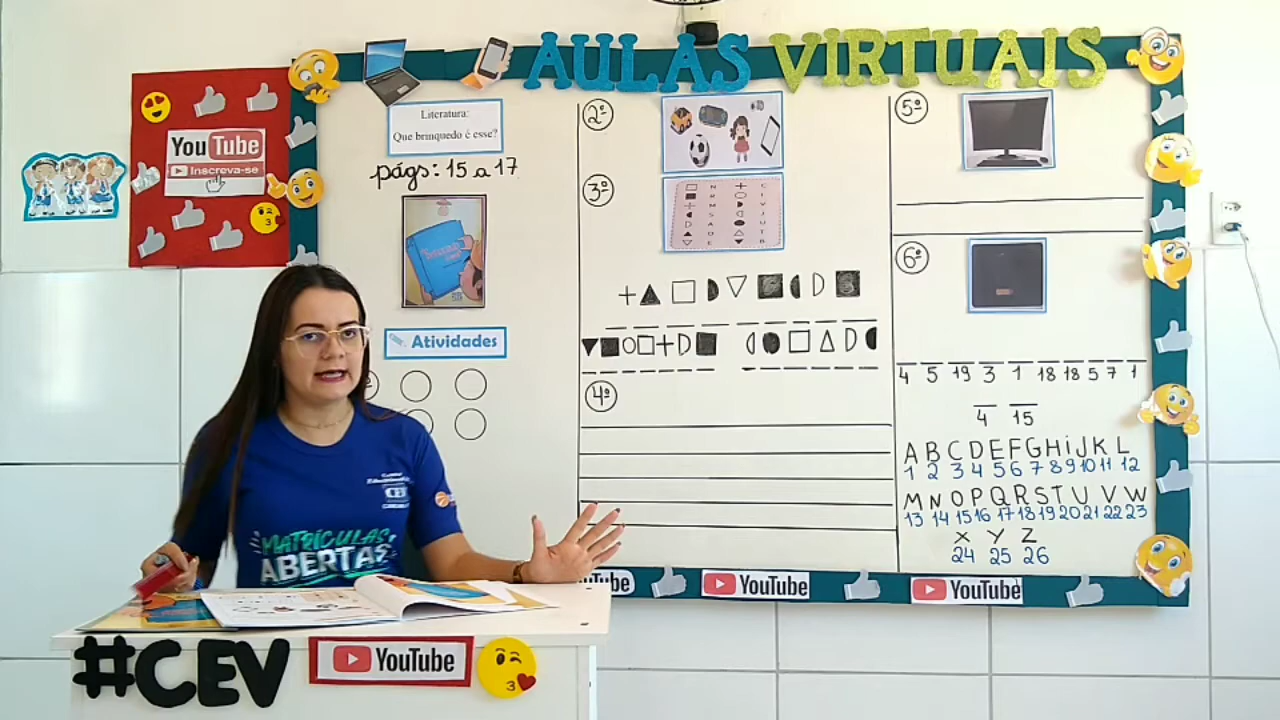 AULAS VIRTUAIS
YouTube
Inscreva-se
Literatura:
Que brinquedo é esse?
págs: 15 a 17
Atividades
2º
3º
4º
5º
6º
4 5 19 3 1 18 18 5 7 1
4 15
A B C D E F G H i J K L
1 2 3 4 5 6 7 8 9 10 11 12
M N O P Q R S T U V W
13 14 15 16 17 18 19 20 21 22 23
X Y Z
24 25 26
CEV
MATRÍCULAS
ABERTAS
YouTube
YouTube
YouTube
#CEV
YouTube